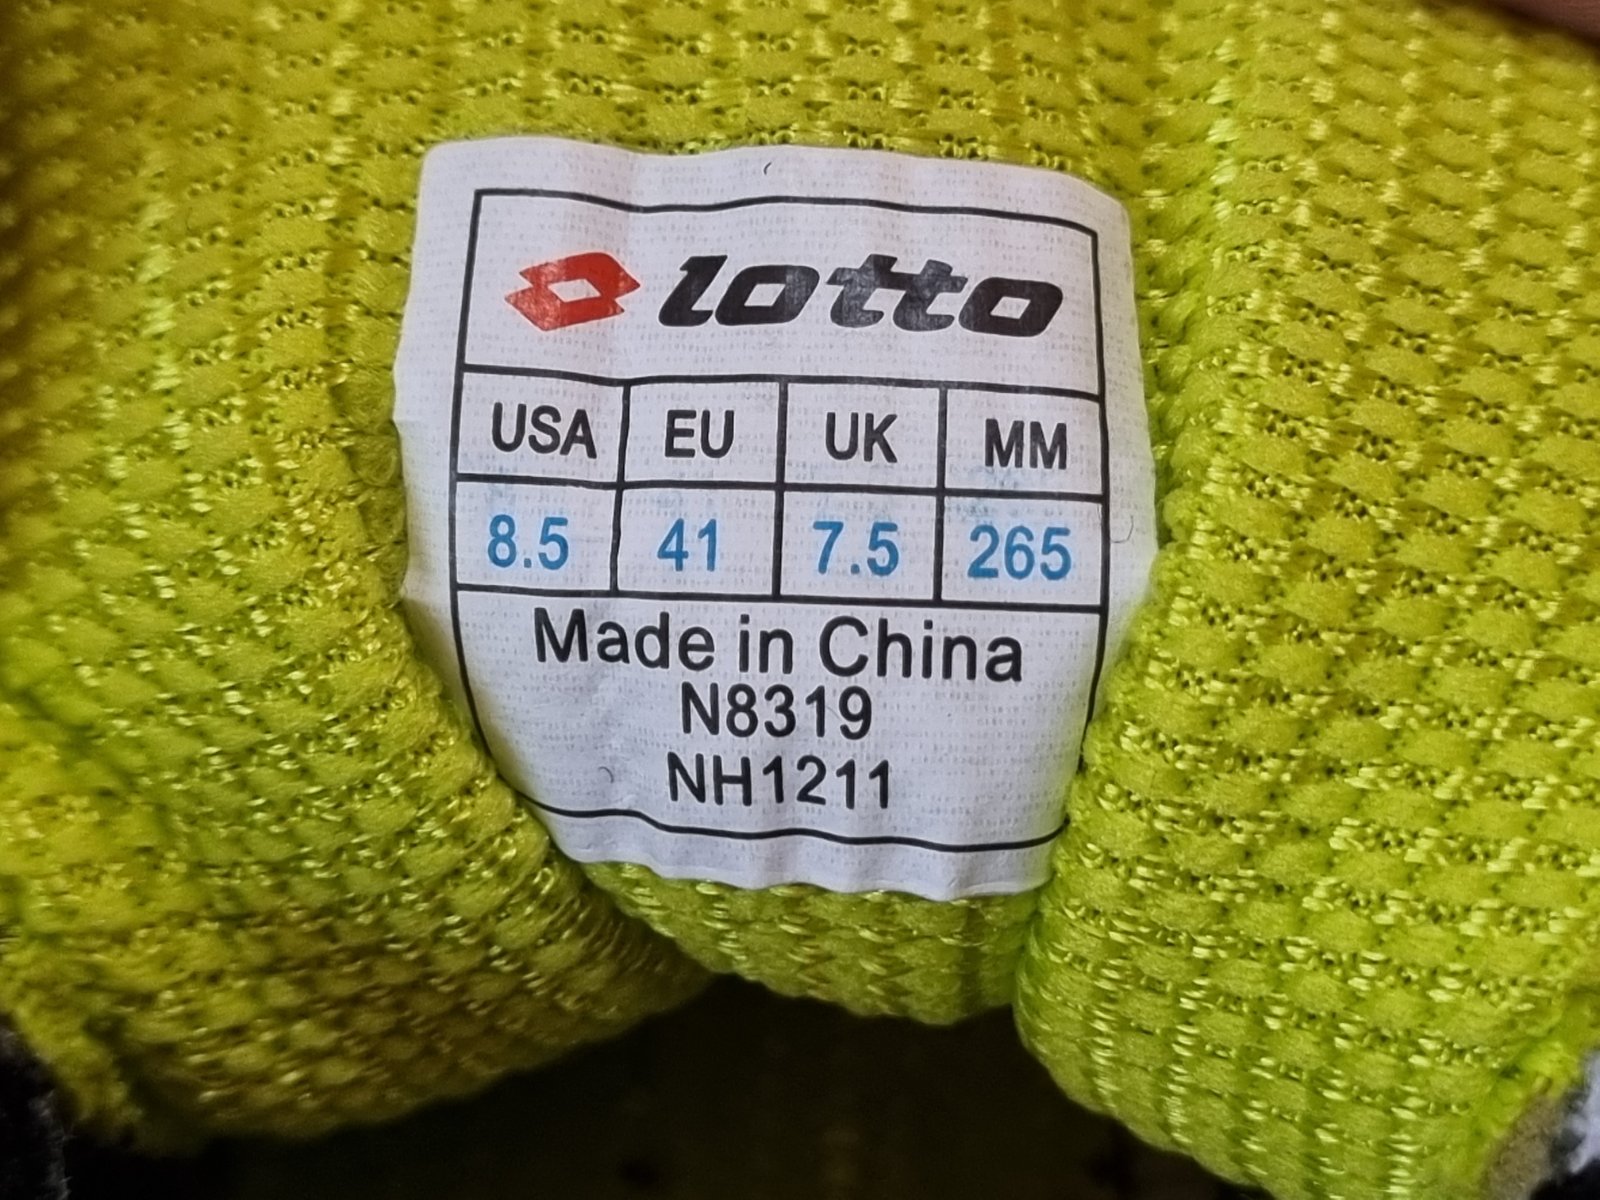 lotto
USA EU UK MM
8.5 41 7.5 265
Made in China
N8319
NH1211